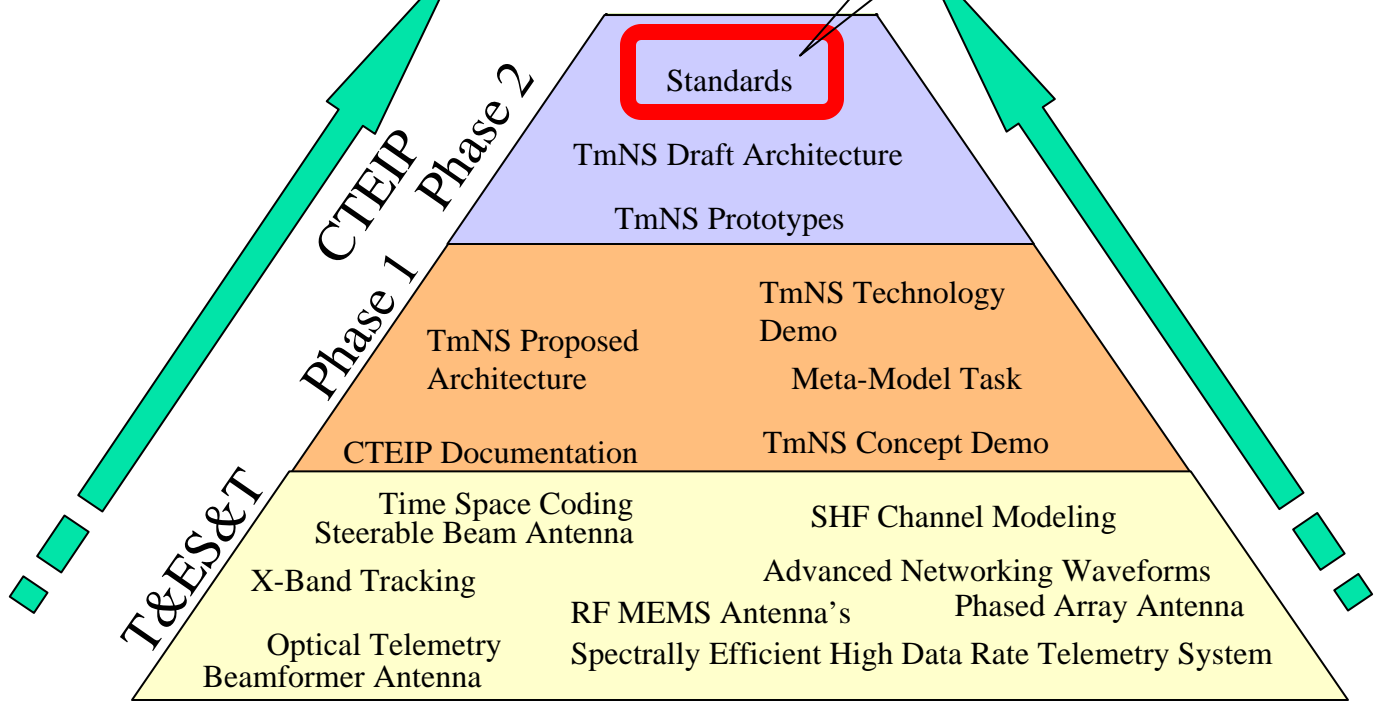 Standards
TmNS Draft Architecture
TmNS Prototypes
CTEIP
Phase 2
Phase 1
TmNS Proposed
Architecture
TmNS Technology
Demo
Meta-Model Task
CTEIP Documentation
TmNS Concept Demo
T&ES&T
Time Space Coding
Steerable Beam Antenna
SHF Channel Modeling
X-Band Tracking
Advanced Networking Waveforms
RF MEMS Antenna's
Phased Array Antenna
Optical Telemetry
Beamformer Antenna
Spectrally Efficient High Data Rate Telemetry System